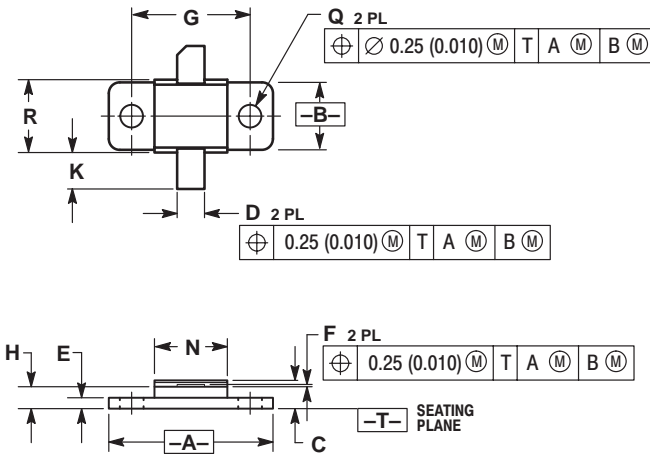 G
Q 2 PL
⌖ ∅ 0.25 (0.010) Ⓜ T A Ⓜ B Ⓜ
R
–B–
K
D 2 PL
⌖ 0.25 (0.010) Ⓜ T A Ⓜ B Ⓜ
H
E
N
F 2 PL
⌖ 0.25 (0.010) Ⓜ T A Ⓜ B Ⓜ
–T– SEATING
PLANE
–A–
C